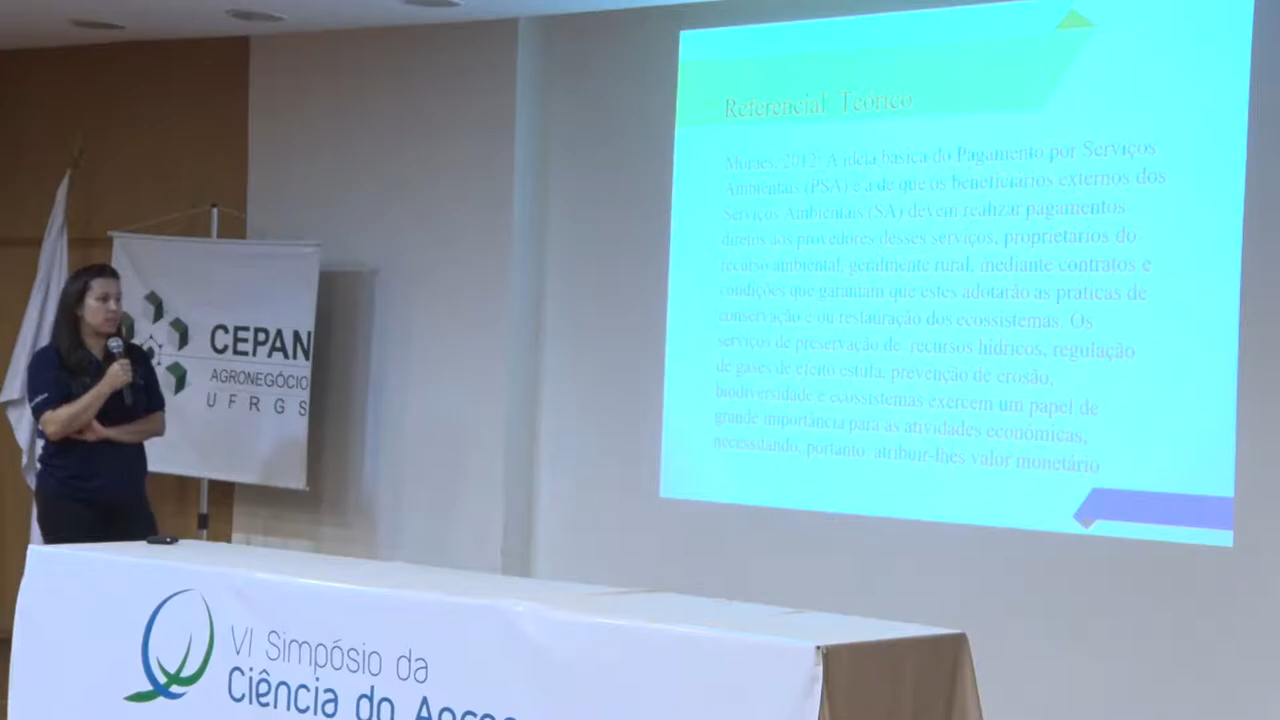 Referencial Teórico
Moraes, 2012: A ideia básica do Pagamento por Serviços
Ambientais (PSA) é a de que os beneficiários externos dos
Serviços Ambientais (SA) devem realizar pagamentos
diretos aos provedores desses serviços, proprietários do
recurso ambiental, geralmente rural, mediante contratos e
condições que garantam que estes adotarão as práticas de
conservação e ou restauração dos ecossistemas. Os
serviços de preservação de recursos hídricos, regulação
de gases de efeito estufa, prevenção de erosão,
biodiversidade e ecossistemas exercem um papel de
grande importância para as atividades econômicas,
necessitando, portanto, atribuir-lhes valor monetário
CEPAN
AGRONEGÓCIO
UFRGS
VI Simpósio da
Ciência do